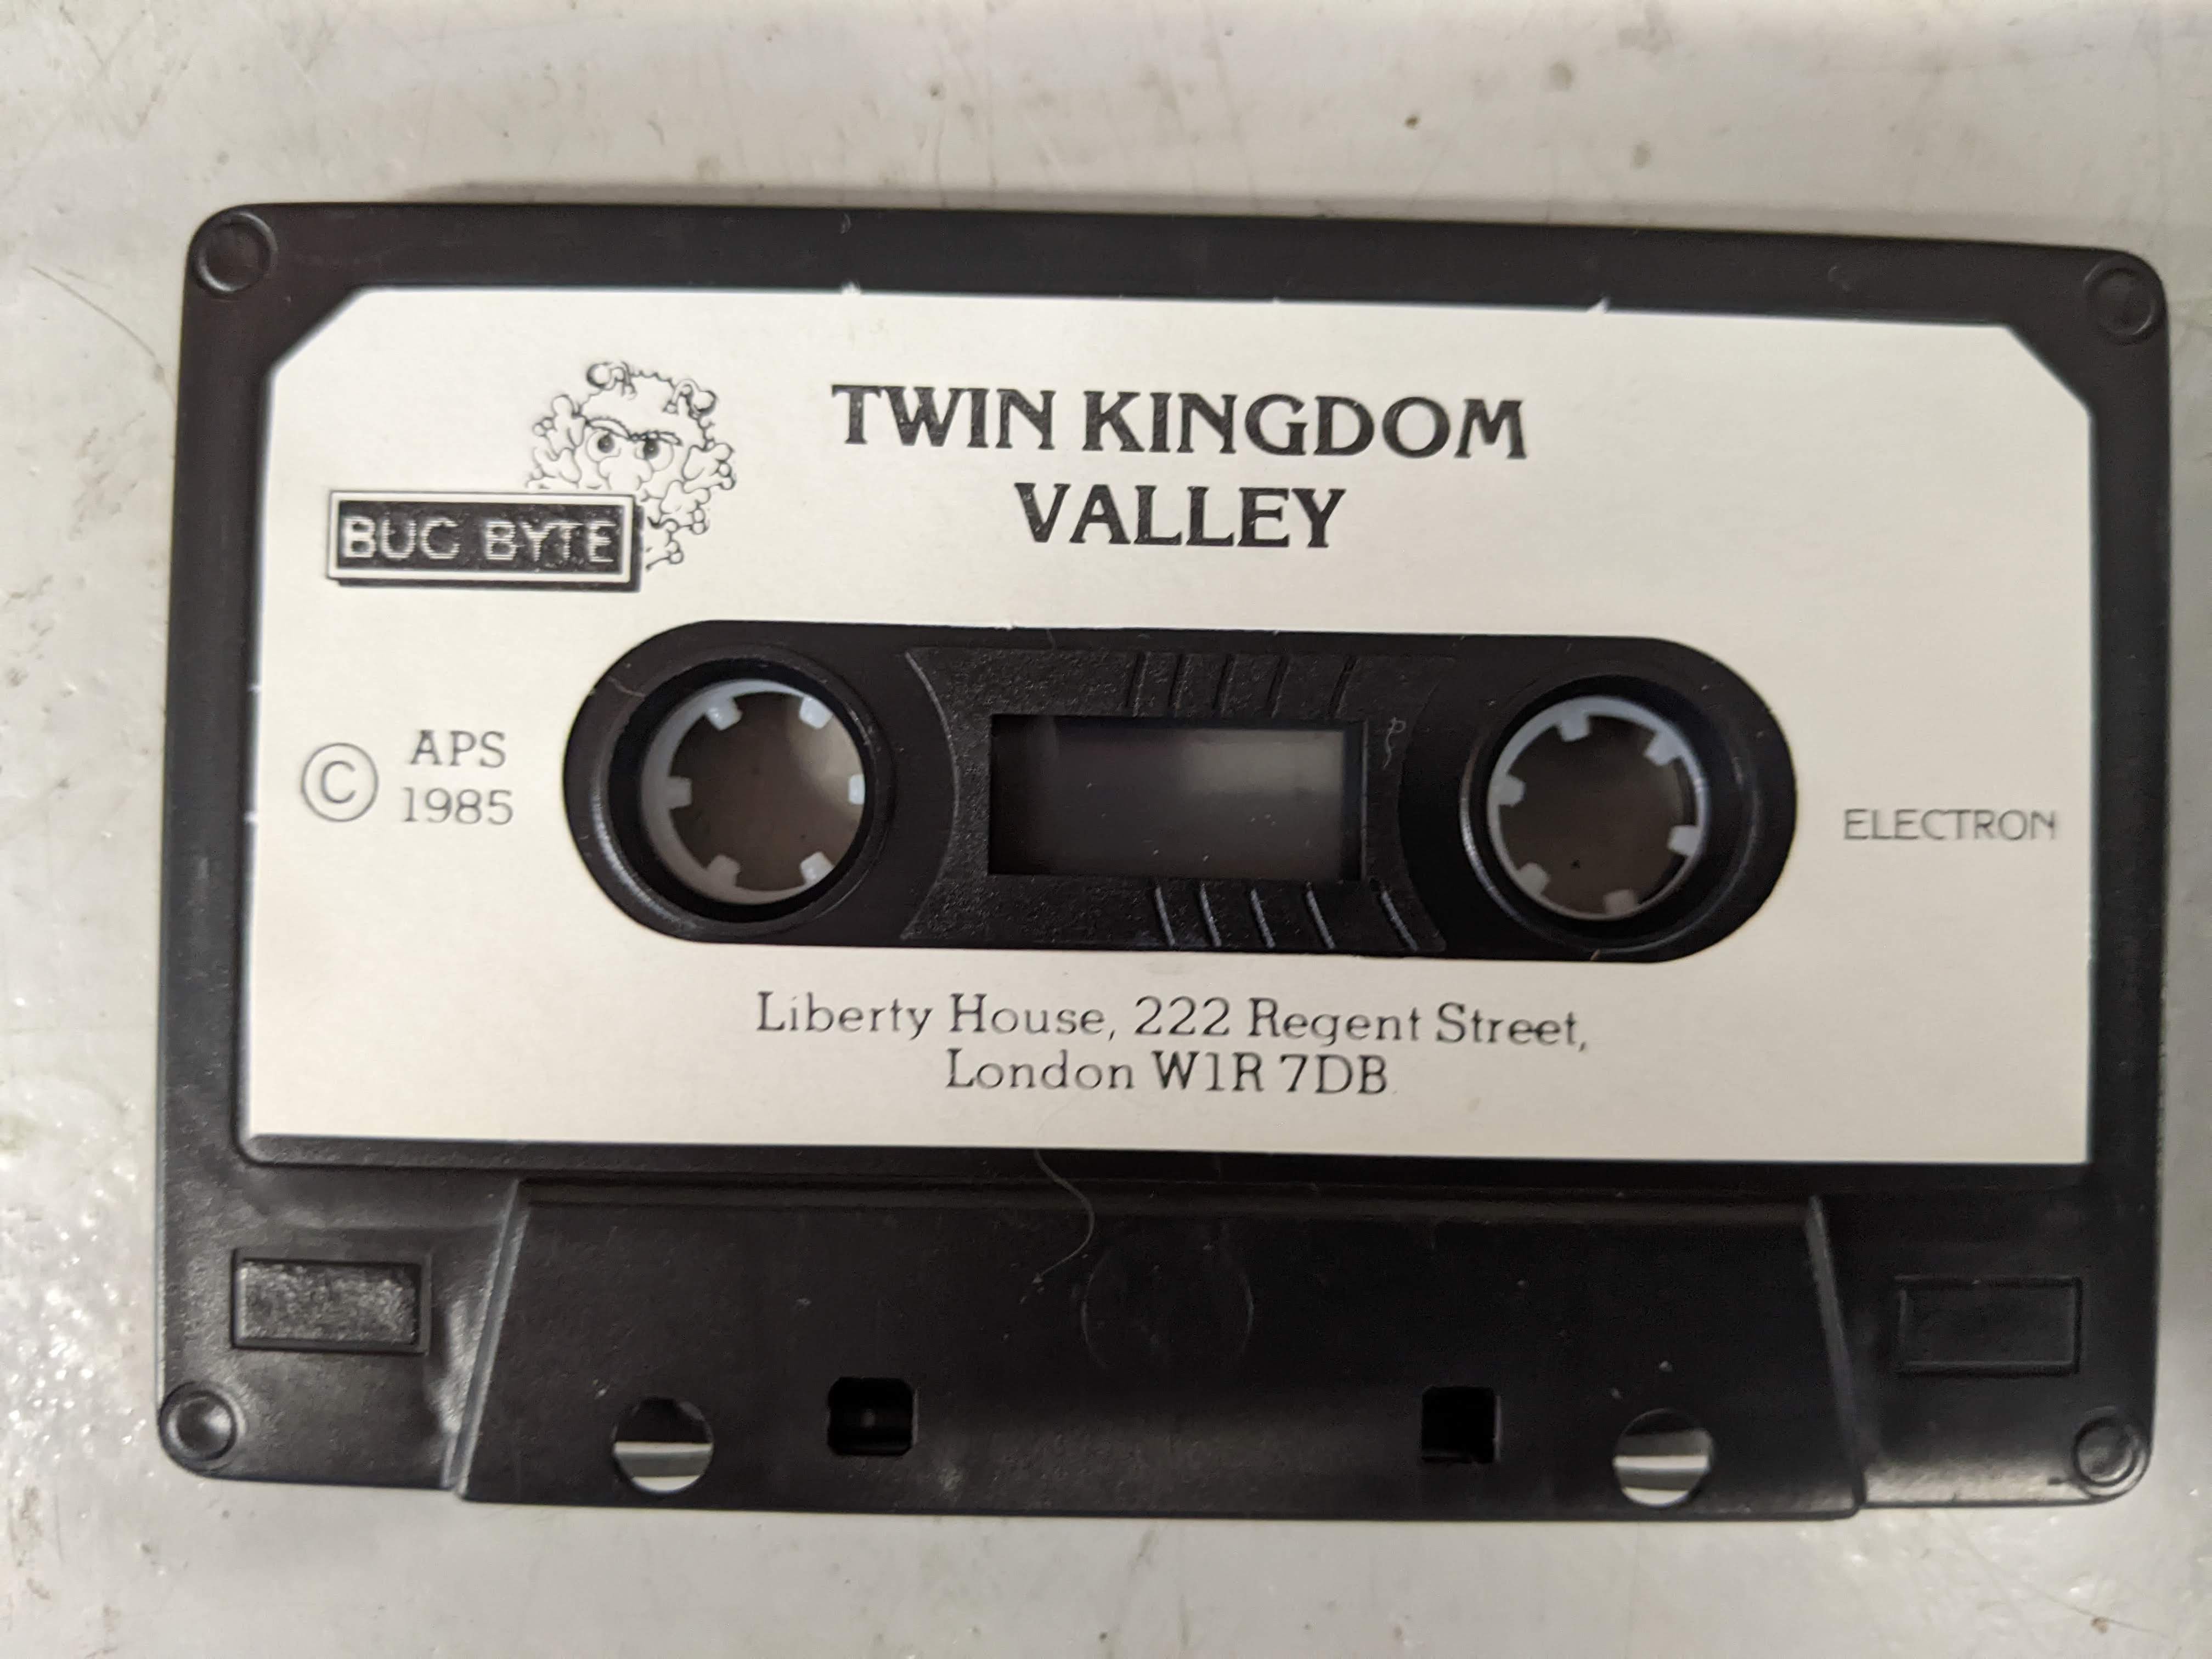 TWIN KINGDOM
VALLEY
BUG BYTE
© APS
1985
ELECTRON
Liberty House, 222 Regent Street,
London W1R 7DB